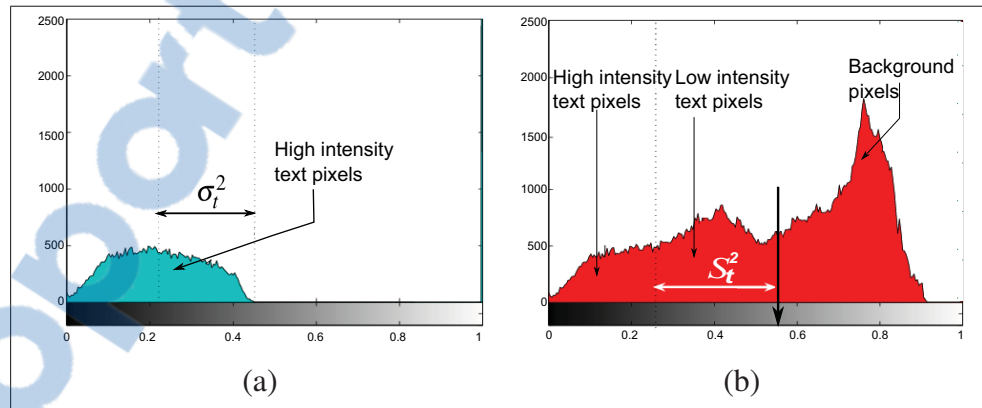 2500
2000
1500
1000
500
0
High intensity
text pixels
σ_t^2
0 0.2 0.4 0.6 0.8 1
(a)
2500
2000
1500
1000
500
0
High intensity
text pixels
Low intensity
text pixels
Background
pixels
S_t^2
0 0.2 0.4 0.6 0.8 1
(b)
port